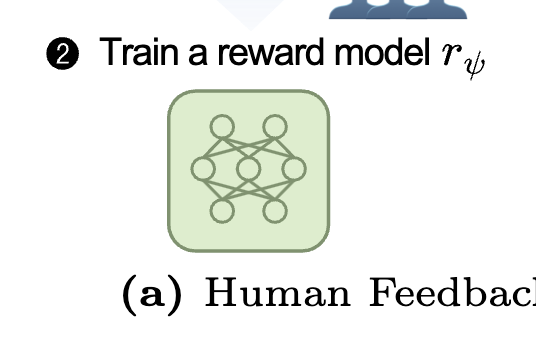 ❷ Train a reward model r_ψ
(a) Human Feedback